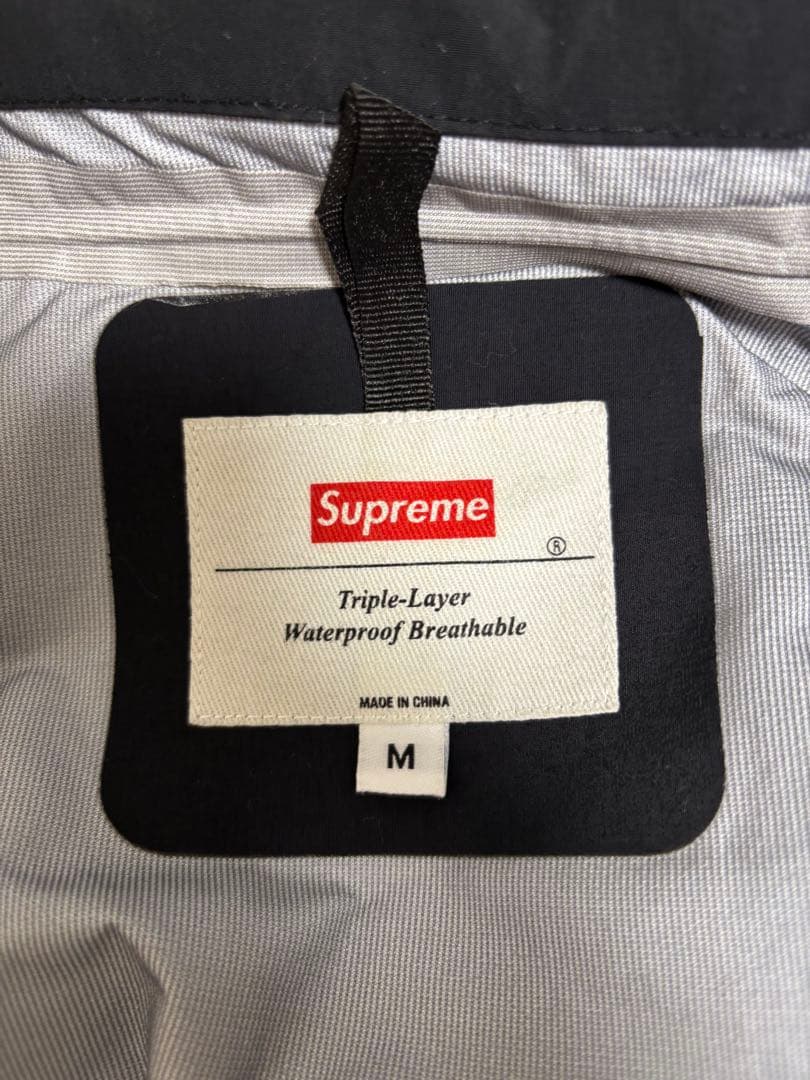 Supreme
®
Triple-Layer
Waterproof Breathable
MADE IN CHINA
M